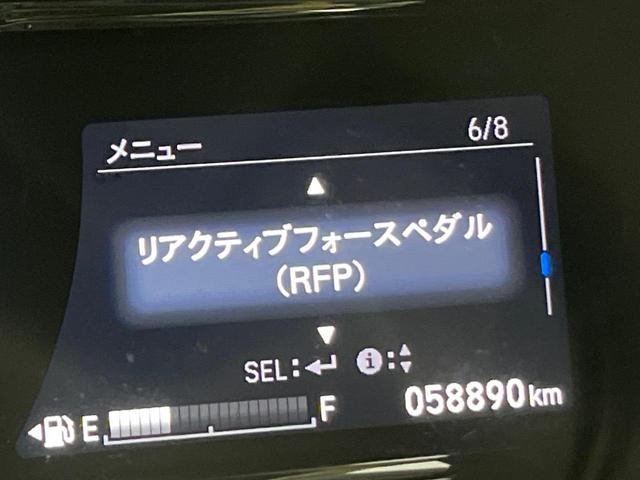 メニュー 6/8
▲
リアクティブフォースペダル
(RFP)
▼
SEL:↵ i:▲▼
◀⛽ E F 058890km